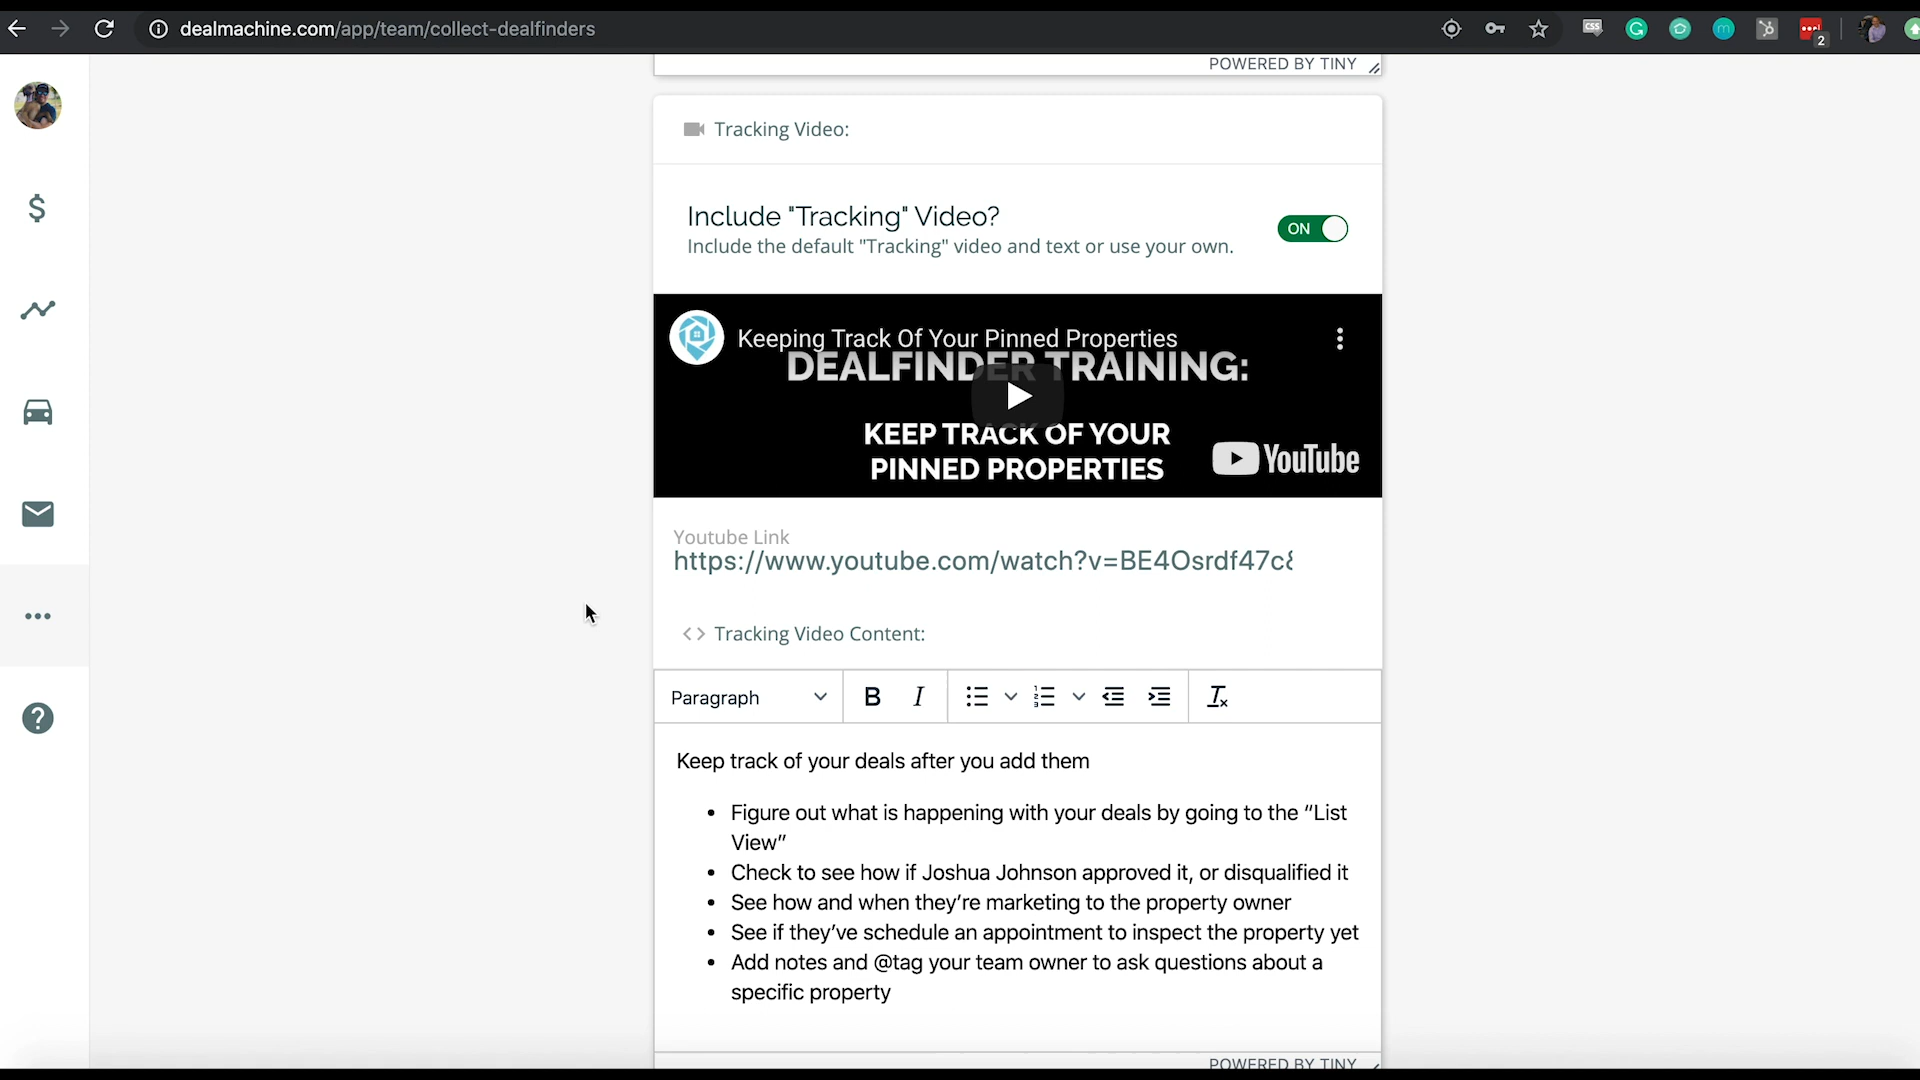 dealmachine.com/app/team/collect-dealfinders
CSS
2
POWERED BY TINY
Tracking Video:
Include "Tracking" Video?
Include the default "Tracking" video and text or use your own.
ON
Keeping Track Of Your Pinned Properties
DEALFINDER TRAINING:
KEEP TRACK OF YOUR
PINNED PROPERTIES
YouTube
Youtube Link
https://www.youtube.com/watch?v=BE4Osrdf47c&
<> Tracking Video Content:
Paragraph
B I
Keep track of your deals after you add them
• Figure out what is happening with your deals by going to the “List
View”
• Check to see how if Joshua Johnson approved it, or disqualified it
• See how and when they’re marketing to the property owner
• See if they’ve schedule an appointment to inspect the property yet
• Add notes and @tag your team owner to ask questions about a
specific property
POWERED BY TINY